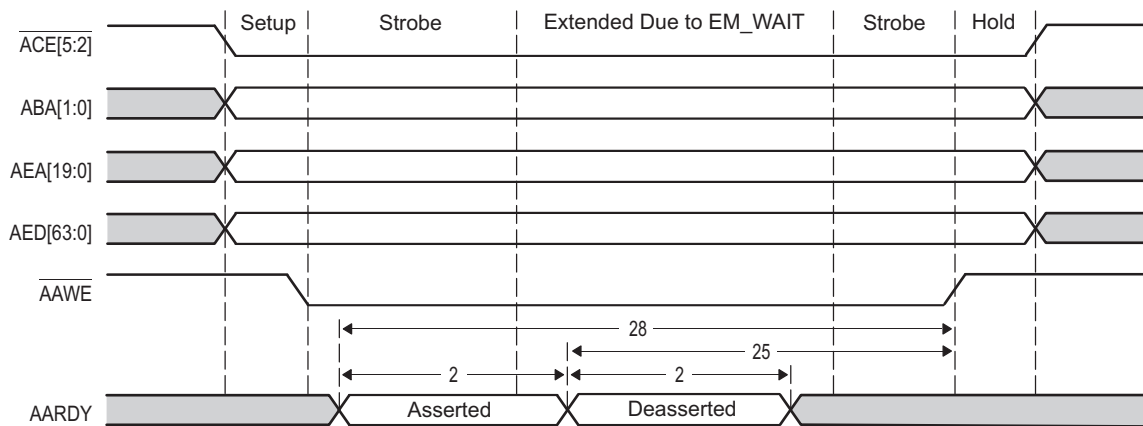 Setup Strobe Extended Due to EM_WAIT Strobe Hold
ACE[5:2]
ABA[1:0]
AEA[19:0]
AED[63:0]
AAWE
28
25
2 2
AARDY Asserted Deasserted